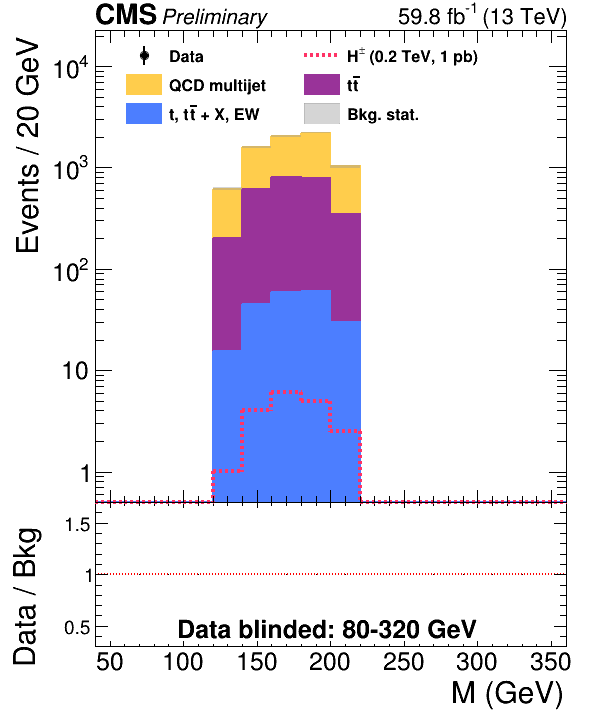 CMS Preliminary 59.8 fb⁻¹ (13 TeV)
Events / 20 GeV
10⁴
10³
10²
10
1
Data
H± (0.2 TeV, 1 pb)
QCD multijet
tt̄
t, tt̄ + X, EW
Bkg. stat.
Data / Bkg
1.5
1
0.5
Data blinded: 80-320 GeV
50 100 150 200 250 300 350
M (GeV)